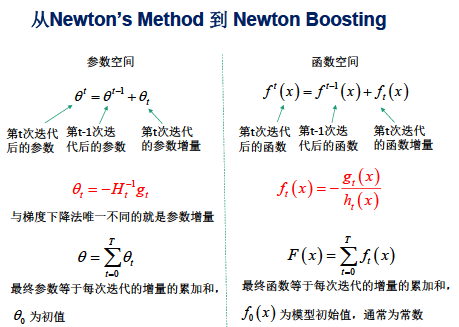 从Newton's Method 到 Newton Boosting
参数空间
θ^t = θ^{t-1} + θ_t
第t次迭代后的参数
第t-1次迭代后的参数
第t次迭代的参数增量
θ_t = -H_t^{-1} g_t
与梯度下降法唯一不同的就是参数增量
θ = \sum_{t=0}^{T} θ_t
最终参数等于每次迭代的增量的累加和，
θ_0 为初值
函数空间
f^t(x) = f^{t-1}(x) + f_t(x)
第t次迭代后的函数
第t-1次迭代后的函数
第t次迭代的函数增量
f_t(x) = -\frac{g_t(x)}{h_t(x)}
F(x) = \sum_{t=0}^{T} f_t(x)
最终函数等于每次迭代的增量的累加和，
f_0(x) 为模型初始值，通常为常数